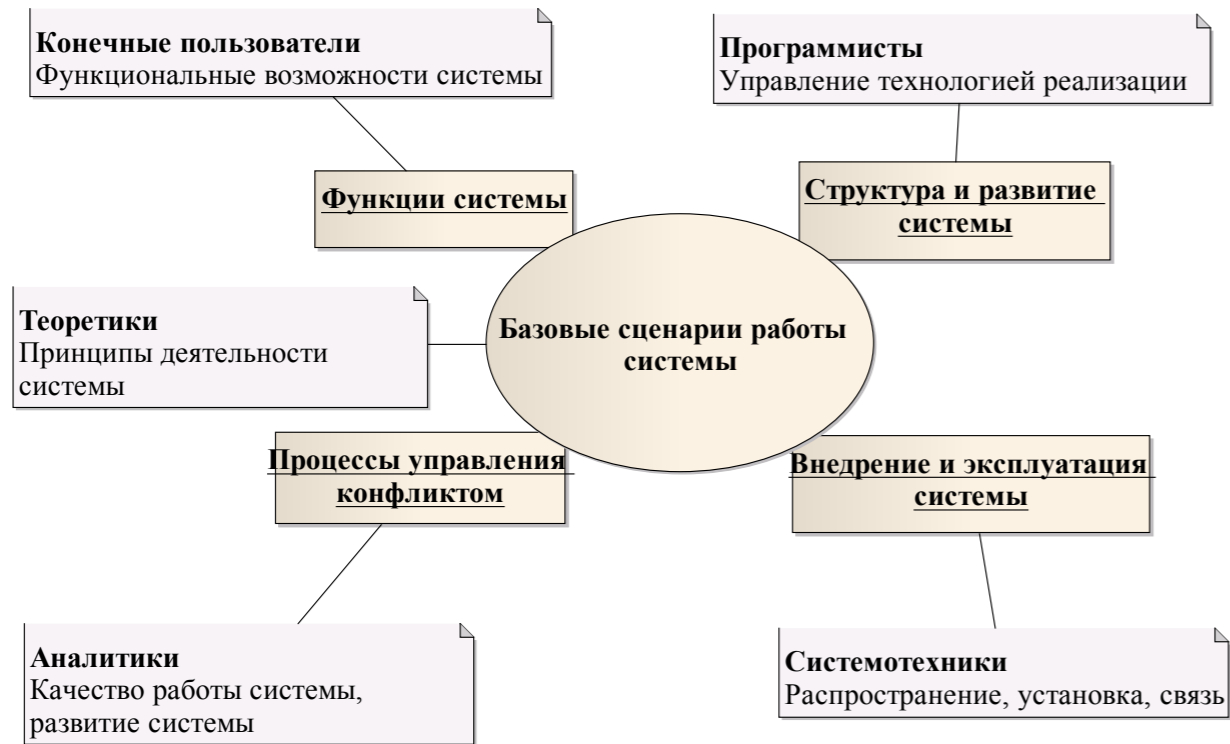 Конечные пользователи
Функциональные возможности системы
Программисты
Управление технологией реализации
Функции системы
Структура и развитие
системы
Теоретики
Принципы деятельности
системы
Базовые сценарии работы
системы
Процессы управления
конфликтом
Внедрение и эксплуатация
системы
Аналитики
Качество работы системы,
развитие системы
Системотехники
Распространение, установка, связь